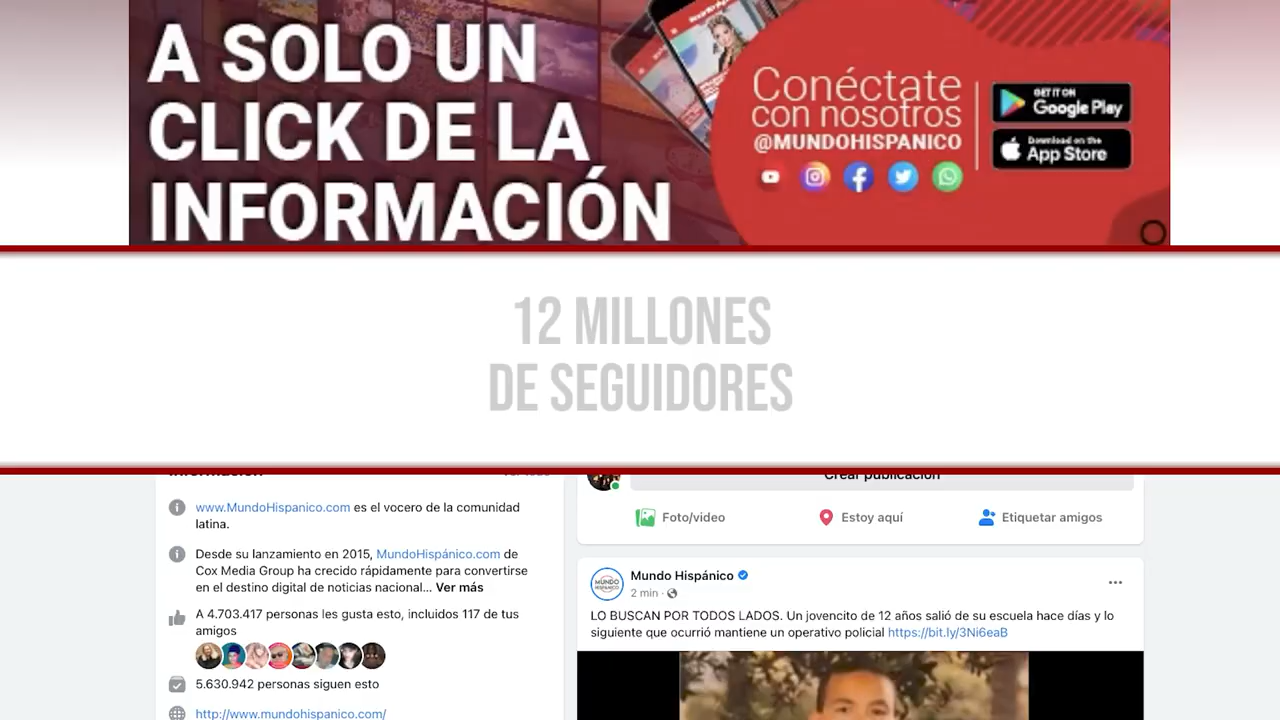 A SOLO UN
CLICK DE LA
INFORMACIÓN
Conéctate
con nosotros
@MUNDOHISPANICO
GET IT ON
Google Play
Download on the
App Store
12 MILLONES
DE SEGUIDORES
Crear publicación
www.MundoHispanico.com es el vocero de la comunidad
latina.
Desde su lanzamiento en 2015, MundoHispánico.com de
Cox Media Group ha crecido rápidamente para convertirse
en el destino digital de noticias nacional... Ver más
A 4.703.417 personas les gusta esto, incluidos 117 de tus
amigos
5.630.942 personas siguen esto
http://www.mundohispanico.com/
Foto/video
Estoy aquí
Etiquetar amigos
MUNDO
HISPANICO
Mundo Hispánico
2 min ·
LO BUSCAN POR TODOS LADOS. Un jovencito de 12 años salió de su escuela hace días y lo
siguiente que ocurrió mantiene un operativo policial https://bit.ly/3Ni6eaB